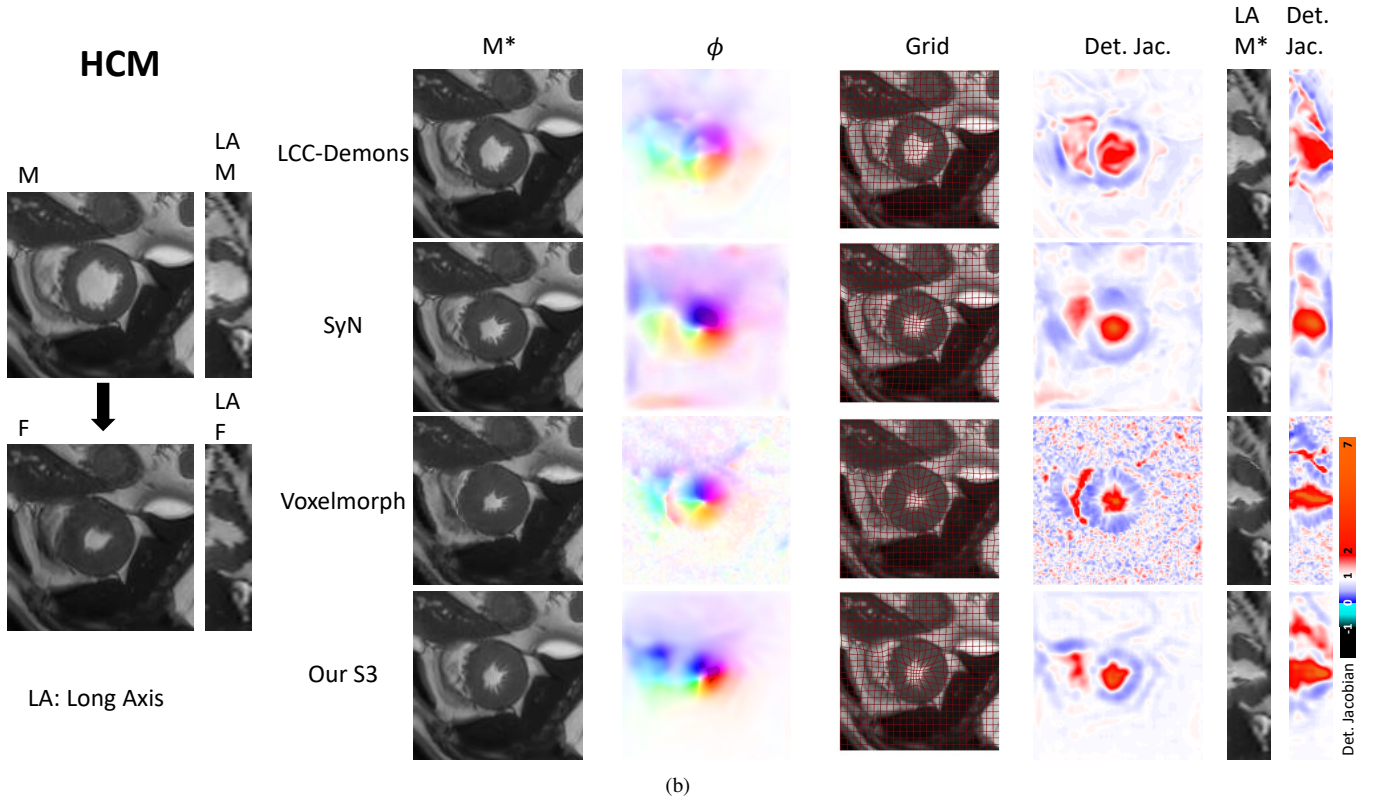 HCM
M
LA
M
F
LA
F
LA: Long Axis
M*
ϕ
Grid
Det. Jac.
LA
M*
Det.
Jac.
LCC-Demons
SyN
Voxelmorph
Our S3
-1 0 1 2 7
Det. Jacobian
(b)